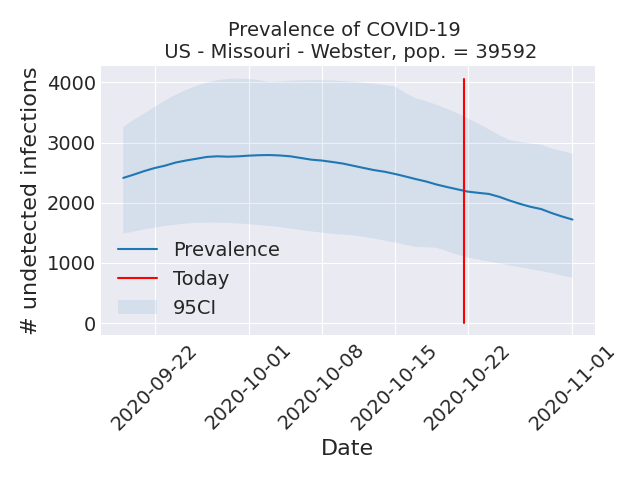 Prevalence of COVID-19
US - Missouri - Webster, pop. = 39592
# undetected infections
4000
3000
2000
1000
0
Prevalence
Today
95CI
2020-09-22
2020-10-01
2020-10-08
2020-10-15
2020-10-22
2020-11-01
Date